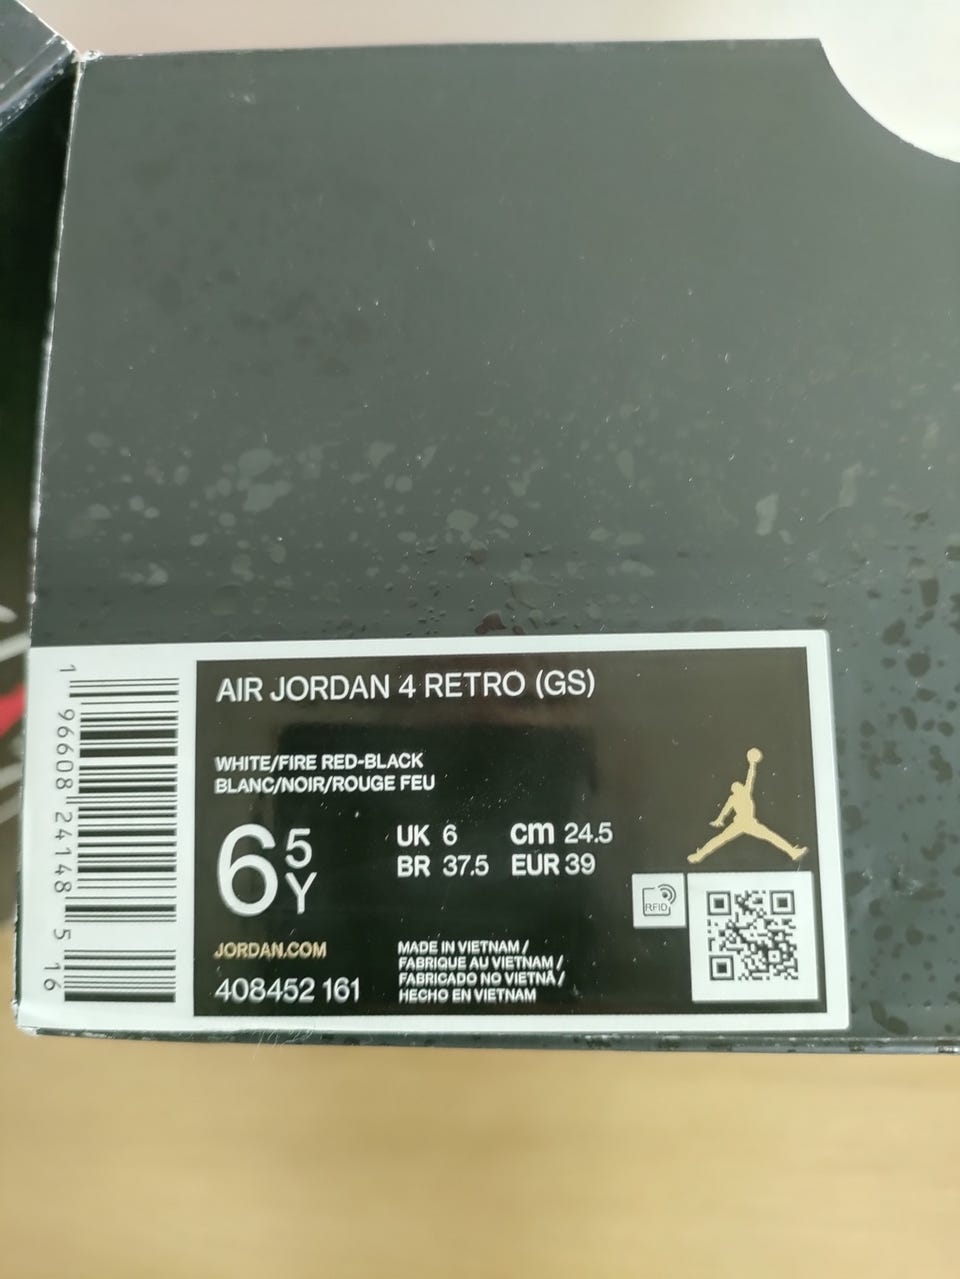 AIR JORDAN 4 RETRO (GS)
WHITE/FIRE RED-BLACK
BLANC/NOIR/ROUGE FEU
6 5 Y
UK 6 cm 24.5
BR 37.5 EUR 39
RFID
JORDAN.COM
408452 161
MADE IN VIETNAM /
FABRIQUE AU VIETNAM /
FABRICADO NO VIETNÃ /
HECHO EN VIETNAM
1 96608 24148 5 16